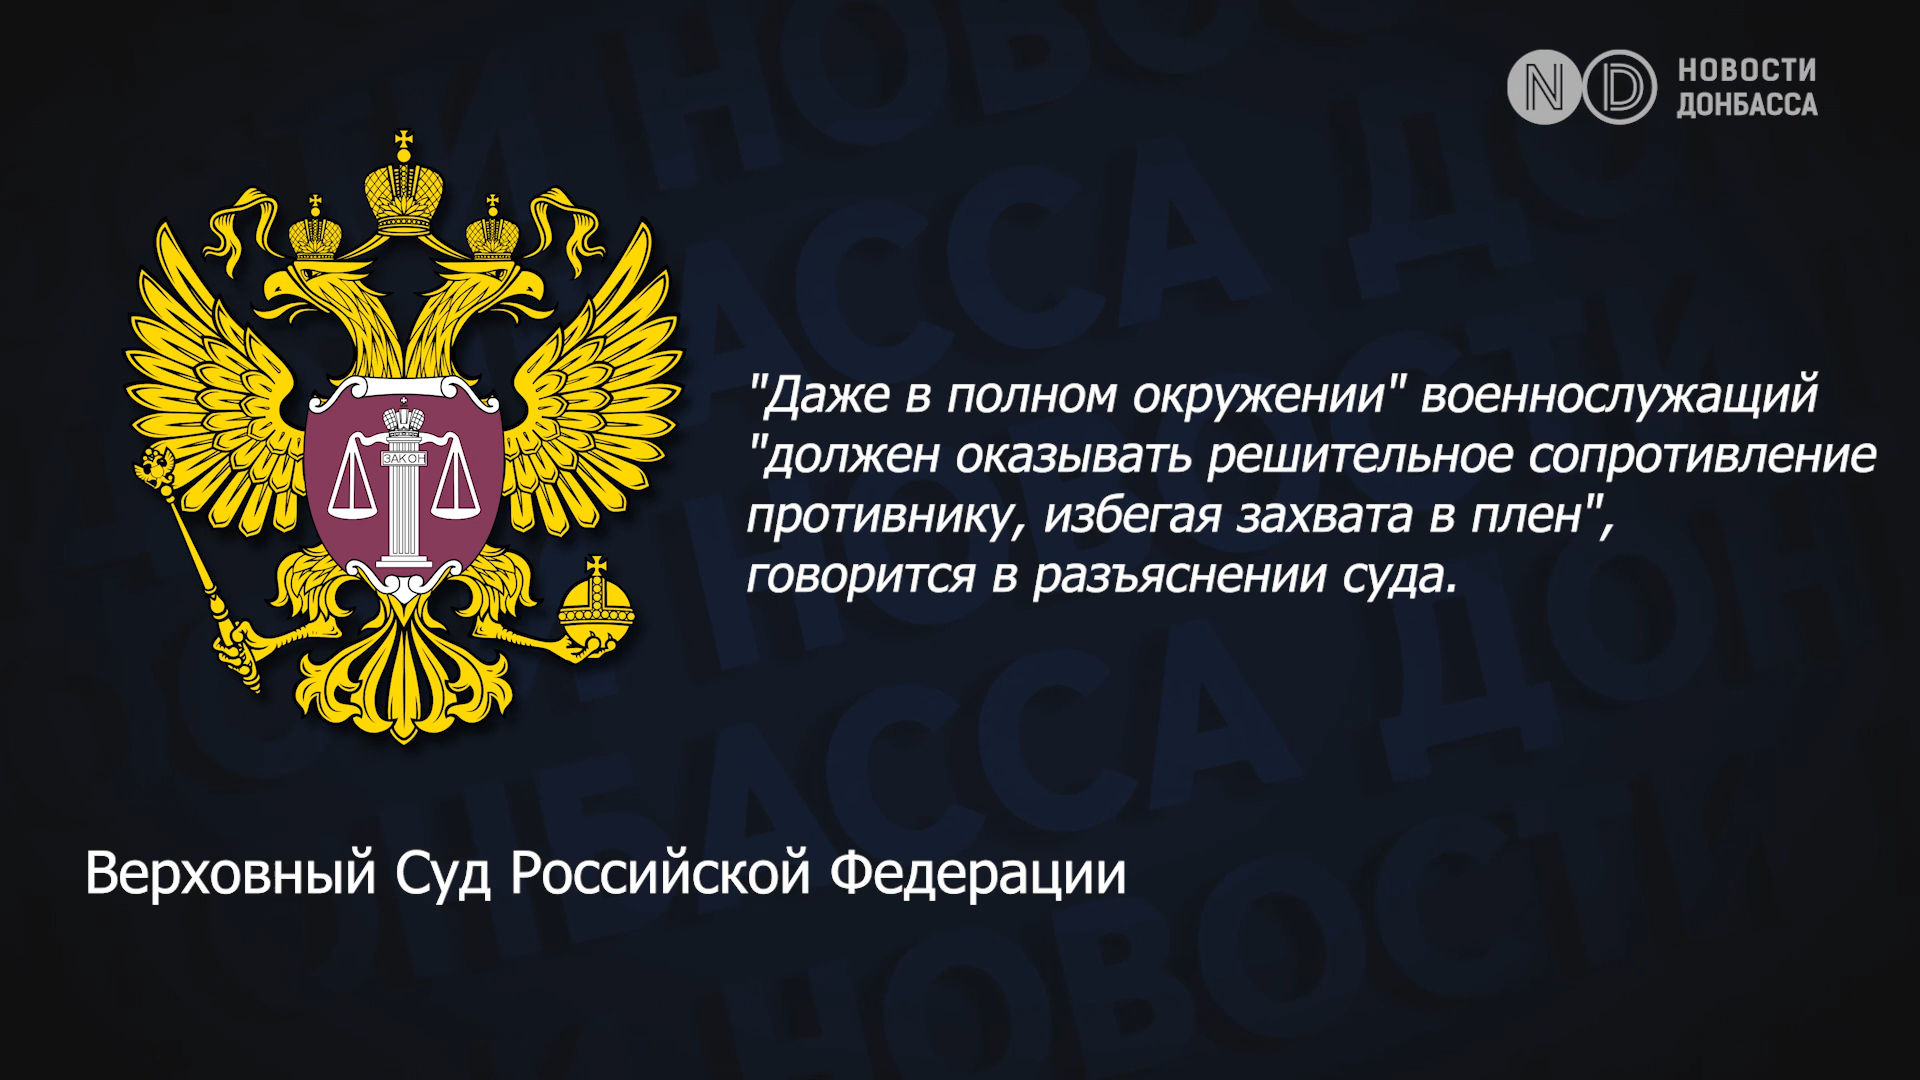 ND НОВОСТИ
ДОНБАССА
"Даже в полном окружении" военнослужащий
"должен оказывать решительное сопротивление
противнику, избегая захвата в плен",
говорится в разъяснении суда.
ЗАКОН
Верховный Суд Российской Федерации